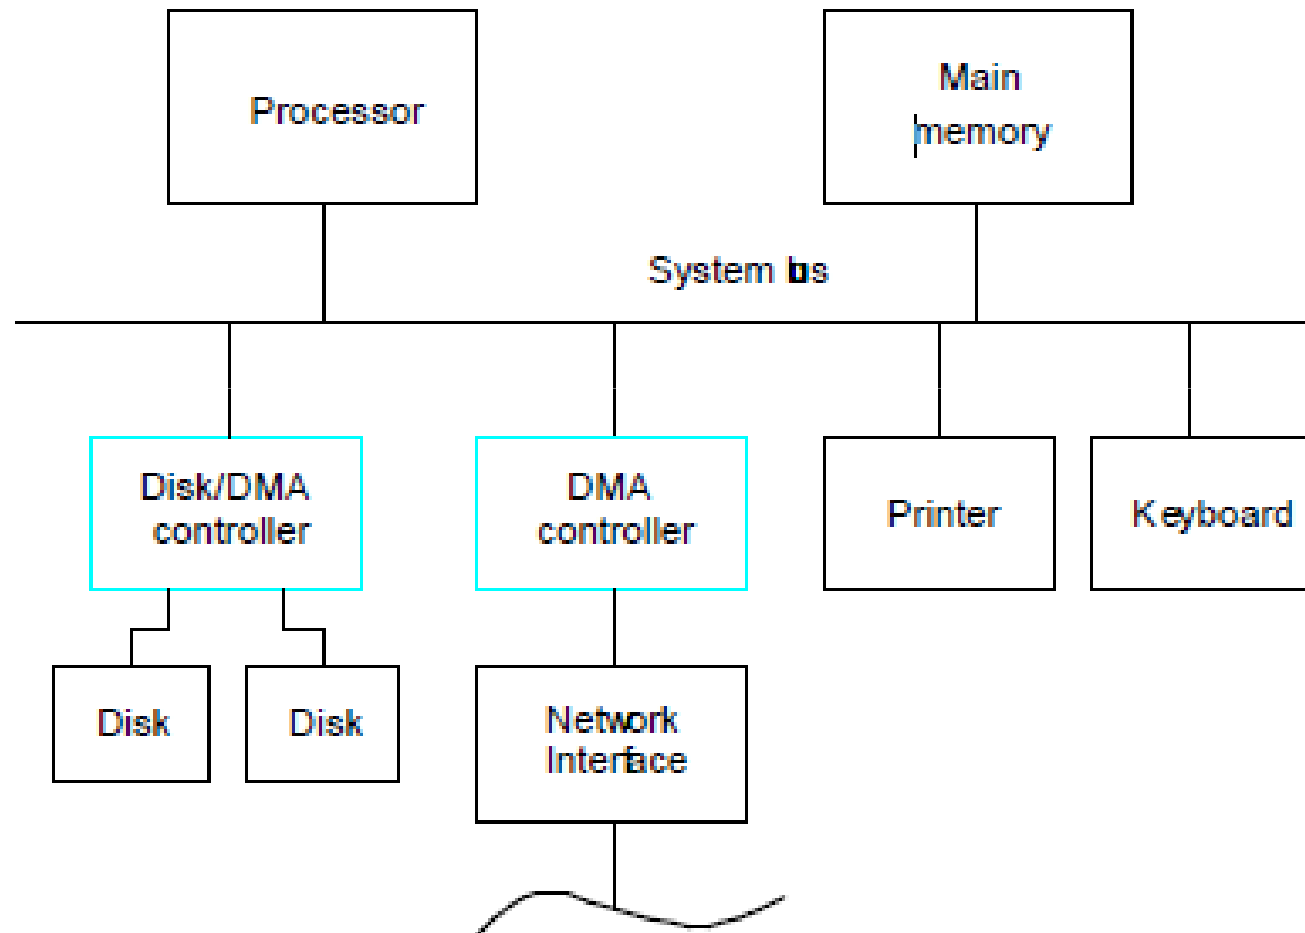 Processor
Main
memory
System bus
Disk/DMA
controller
DMA
controller
Printer
Keyboard
Disk
Disk
Network
Interface